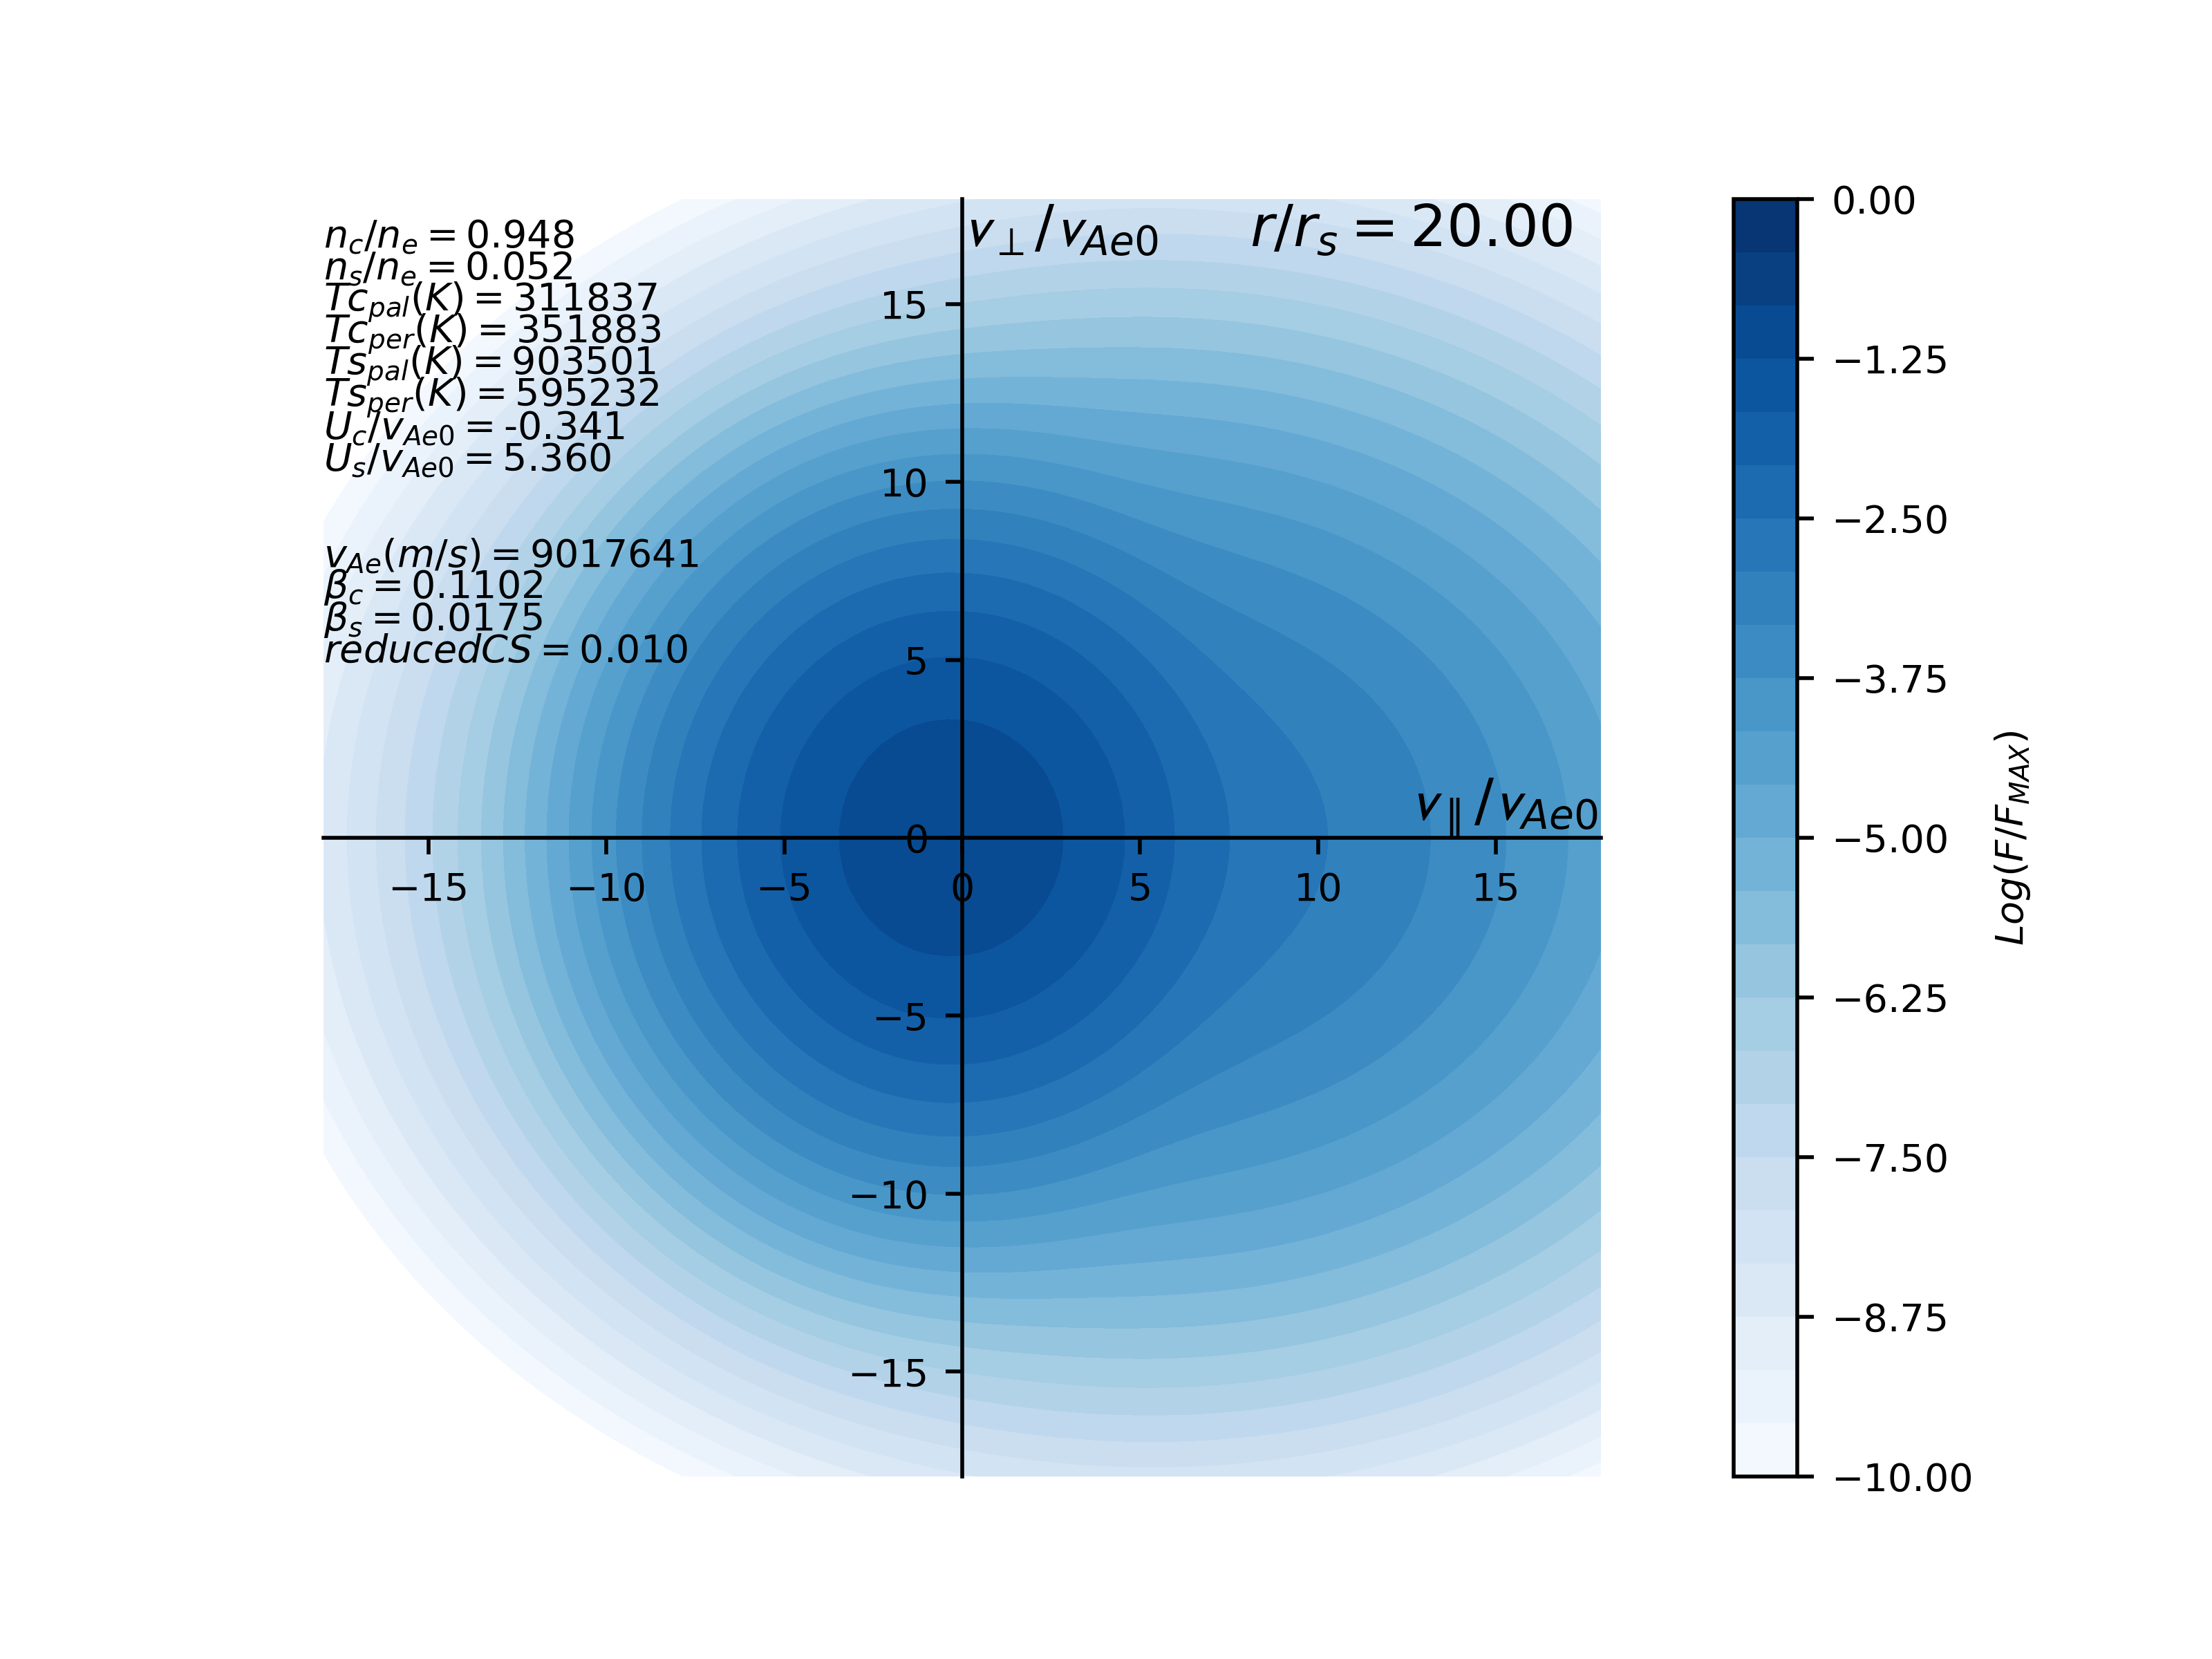 n_c/n_e = 0.948
n_s/n_e = 0.052
Tc_pal(K) = 311837
Tc_per(K) = 351883
Ts_pal(K) = 903501
Ts_per(K) = 595232
U_c/v_Ae0 = -0.341
U_s/v_Ae0 = 5.360
v_Ae(m/s) = 9017641
β_c = 0.1102
β_s = 0.0175
reducedCS = 0.010
v_⊥/v_Ae0
r/r_s = 20.00
15
10
5
0
−5
−10
−15
v_∥/v_Ae0
−15 −10 −5 0 5 10 15
0.00
−1.25
−2.50
−3.75
−5.00
−6.25
−7.50
−8.75
−10.00
Log(F/F_MAX)